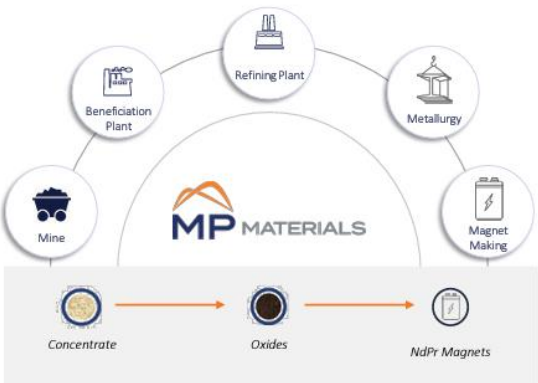 Refining Plant
Beneficiation
Plant
Metallurgy
Mine
MP MATERIALS
Magnet
Making
Concentrate
Oxides
NdPr Magnets